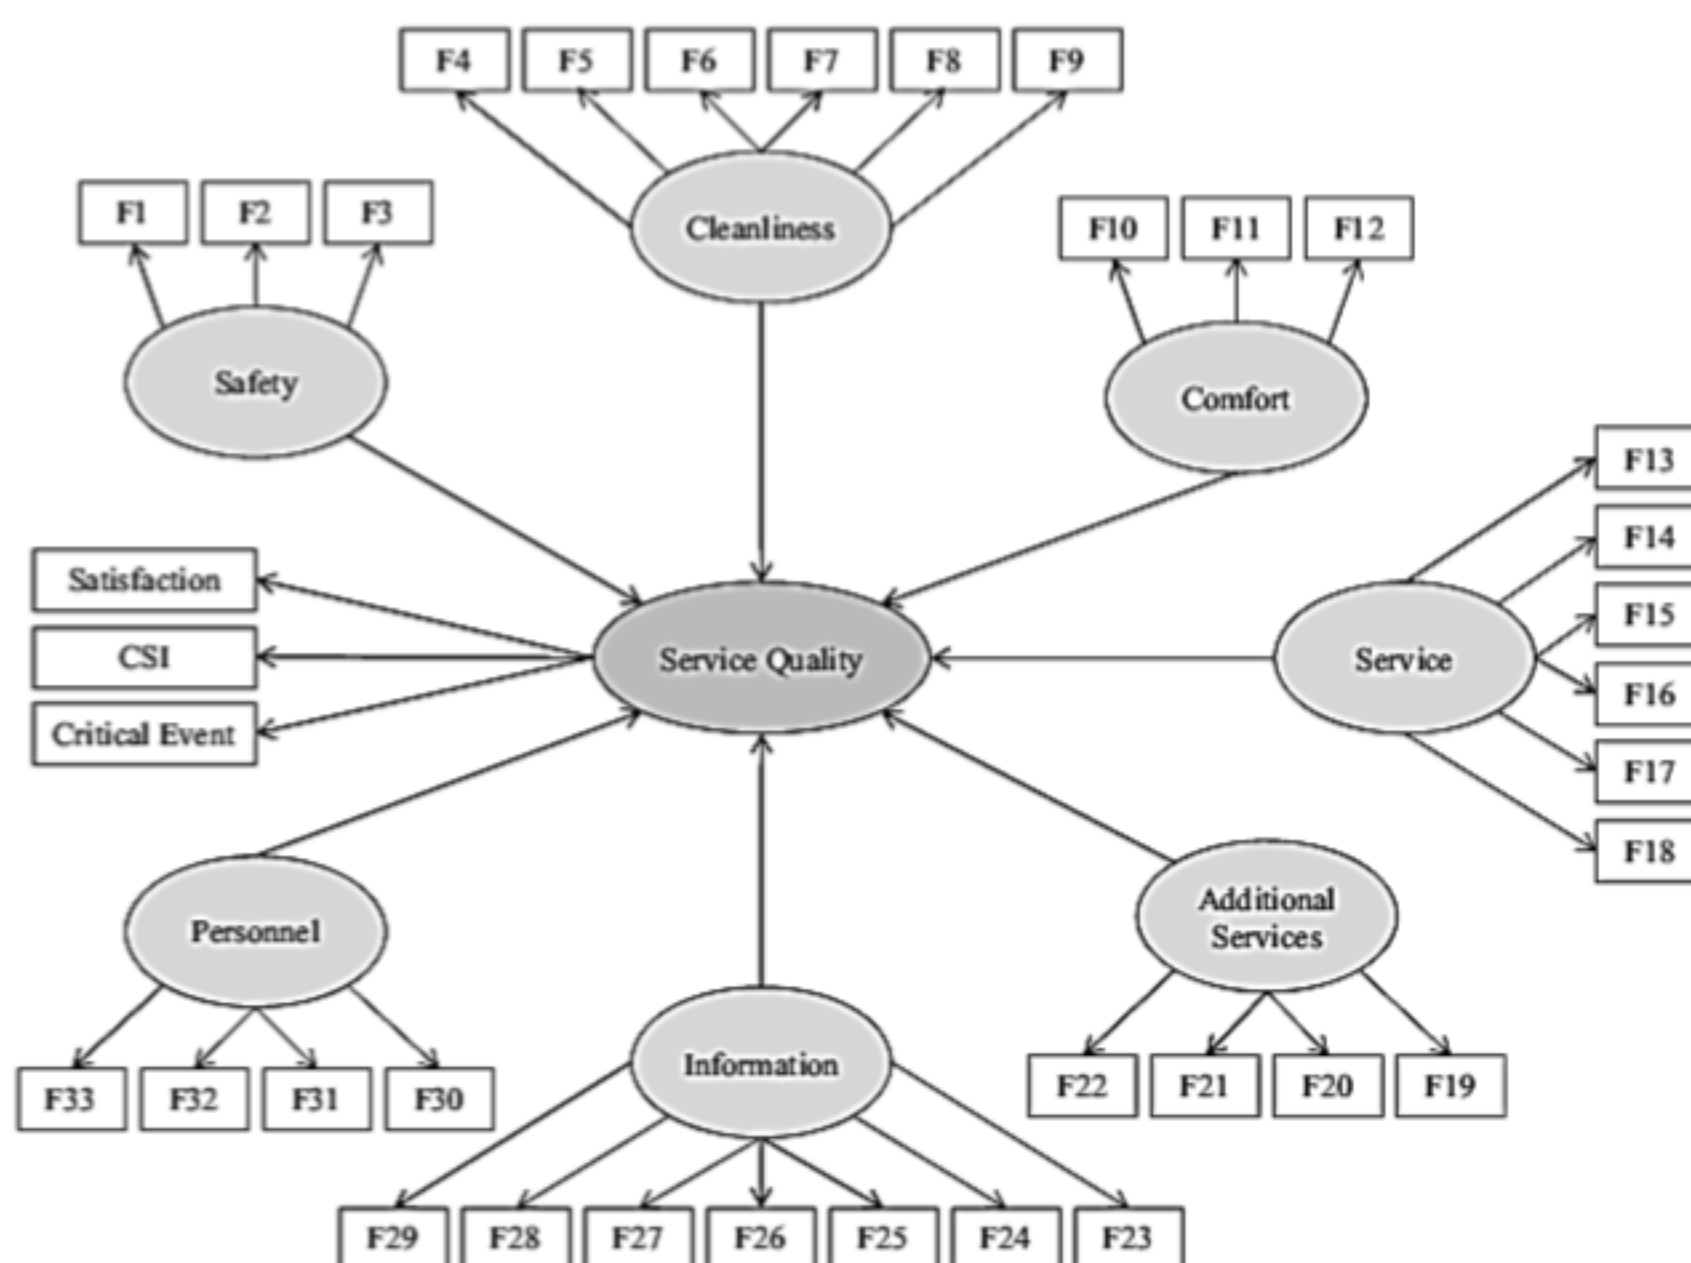 F4 F5 F6 F7 F8 F9
F1 F2 F3
Cleanliness
F10 F11 F12
Safety
Comfort
F13
F14
Satisfaction
F15
CSI
Service Quality
Service
F16
Critical Event
F17
F18
Personnel
Additional
Services
Information
F22 F21 F20 F19
F33 F32 F31 F30
F29 F28 F27 F26 F25 F24 F23